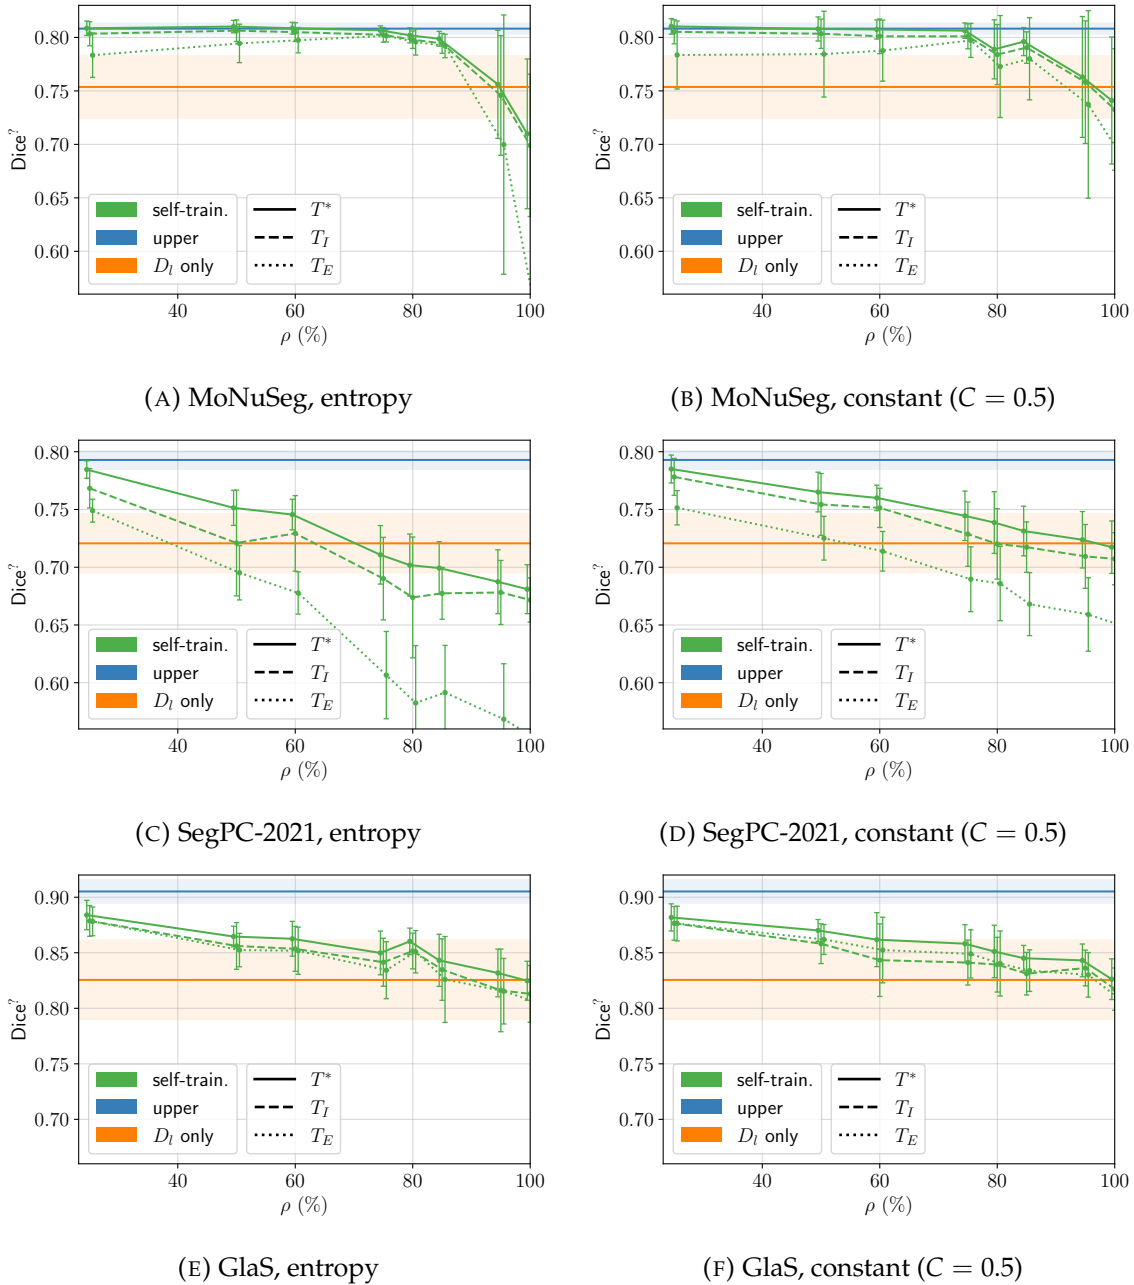 0.80
0.75
0.70
0.65
0.60
Dice?
self-train.
upper
D_l only
T*
T_I
T_E
40 60 80 100
ρ (%)
(A) MoNuSeg, entropy
0.80
0.75
0.70
0.65
0.60
Dice?
self-train.
upper
D_l only
T*
T_I
T_E
40 60 80 100
ρ (%)
(B) MoNuSeg, constant (C = 0.5)
0.80
0.75
0.70
0.65
0.60
Dice?
self-train.
upper
D_l only
T*
T_I
T_E
40 60 80 100
ρ (%)
(C) SegPC-2021, entropy
0.80
0.75
0.70
0.65
0.60
Dice?
self-train.
upper
D_l only
T*
T_I
T_E
40 60 80 100
ρ (%)
(D) SegPC-2021, constant (C = 0.5)
0.90
0.85
0.80
0.75
0.70
Dice?
self-train.
upper
D_l only
T*
T_I
T_E
40 60 80 100
ρ (%)
(E) GlaS, entropy
0.90
0.85
0.80
0.75
0.70
Dice?
self-train.
upper
D_l only
T*
T_I
T_E
40 60 80 100
ρ (%)
(F) GlaS, constant (C = 0.5)